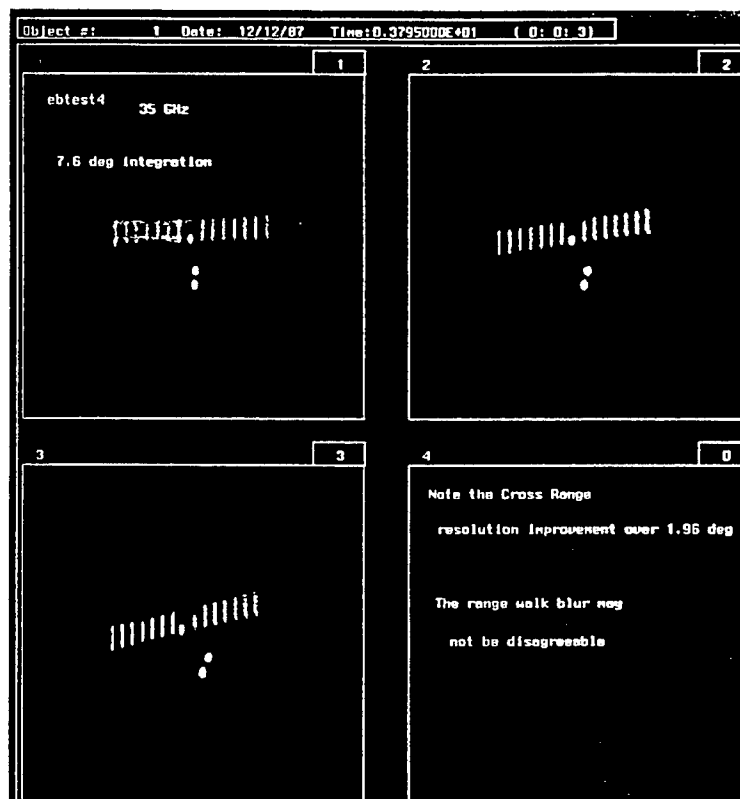 Object #: 1 Date: 12/12/87 Time:0.3795000E+01 ( 0: 0: 3)
1
2 2
ebtest4 35 GHz
7.6 deg integration
3 3
4 0
Note the Cross Range
resolution improvement over 1.96 deg
The range walk blur may
not be disagreeable